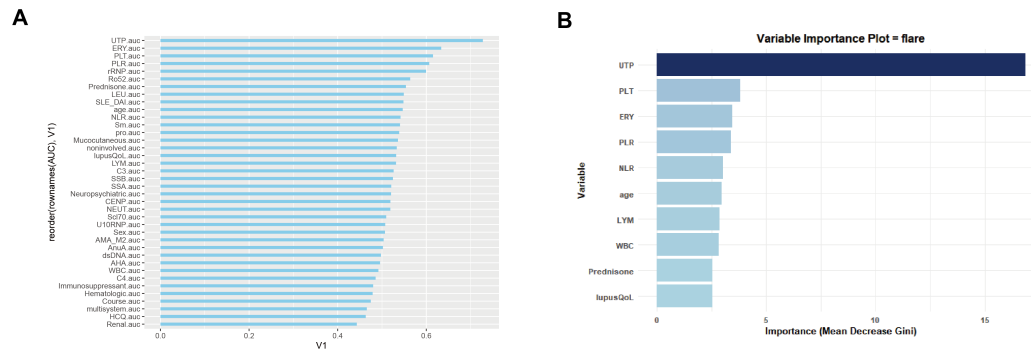 A
reorder(rownames(AUC), V1)
UTP.auc
ERY.auc
PLT.auc
PLR.auc
rRNP.auc
Ro52.auc
Prednisone.auc
LEU.auc
SLE_DAI.auc
age.auc
NLR.auc
Sm.auc
pro.auc
Mucocutaneous.auc
noninvolved.auc
lupusQoL.auc
LYM.auc
C3.auc
SSB.auc
SSA.auc
Neuropsychiatric.auc
CENP.auc
NEUT.auc
Scl70.auc
U10RNP.auc
Sex.auc
AMA_M2.auc
AnuA.auc
dsDNA.auc
AHA.auc
WBC.auc
C4.auc
Immunosuppressant.auc
Hematologic.auc
Course.auc
multisystem.auc
HCQ.auc
Renal.auc
0.0 0.2 0.4 0.6
V1
B
Variable Importance Plot = flare
Variable
UTP
PLT
ERY
PLR
NLR
age
LYM
WBC
Prednisone
lupusQoL
0 5 10 15
Importance (Mean Decrease Gini)